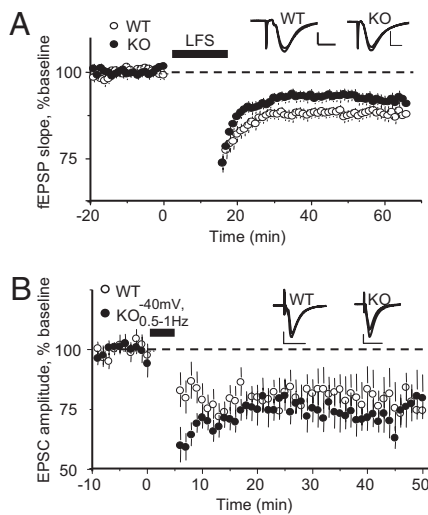 A
LFS
WT
KO
WT
KO
fEPSP slope, %baseline
100
75
-20
0
20
40
60
Time (min)
B
WT
KO
-40mV,
0.5-1Hz
WT
KO
EPSC amplitude, % baseline
100
75
50
-10
0
10
20
30
40
50
Time (min)